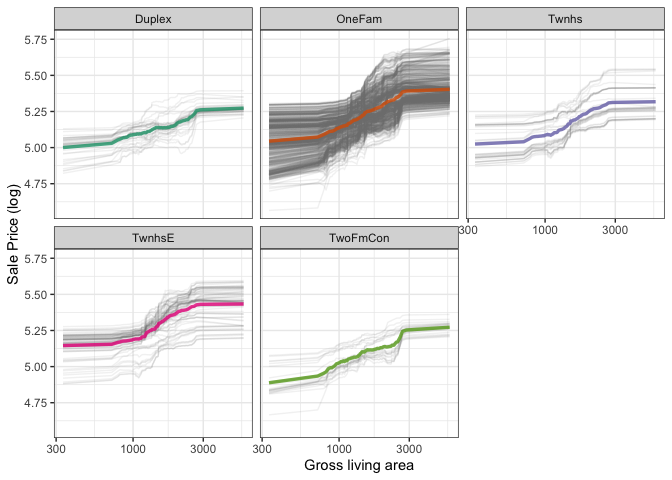 Duplex OneFam Twnhs
5.75
5.50
5.25
5.00
4.75
300 1000 3000
TwnhsE TwoFmCon
5.75
5.50
5.25
5.00
4.75
300 1000 3000 300 1000 3000
Sale Price (log)
Gross living area